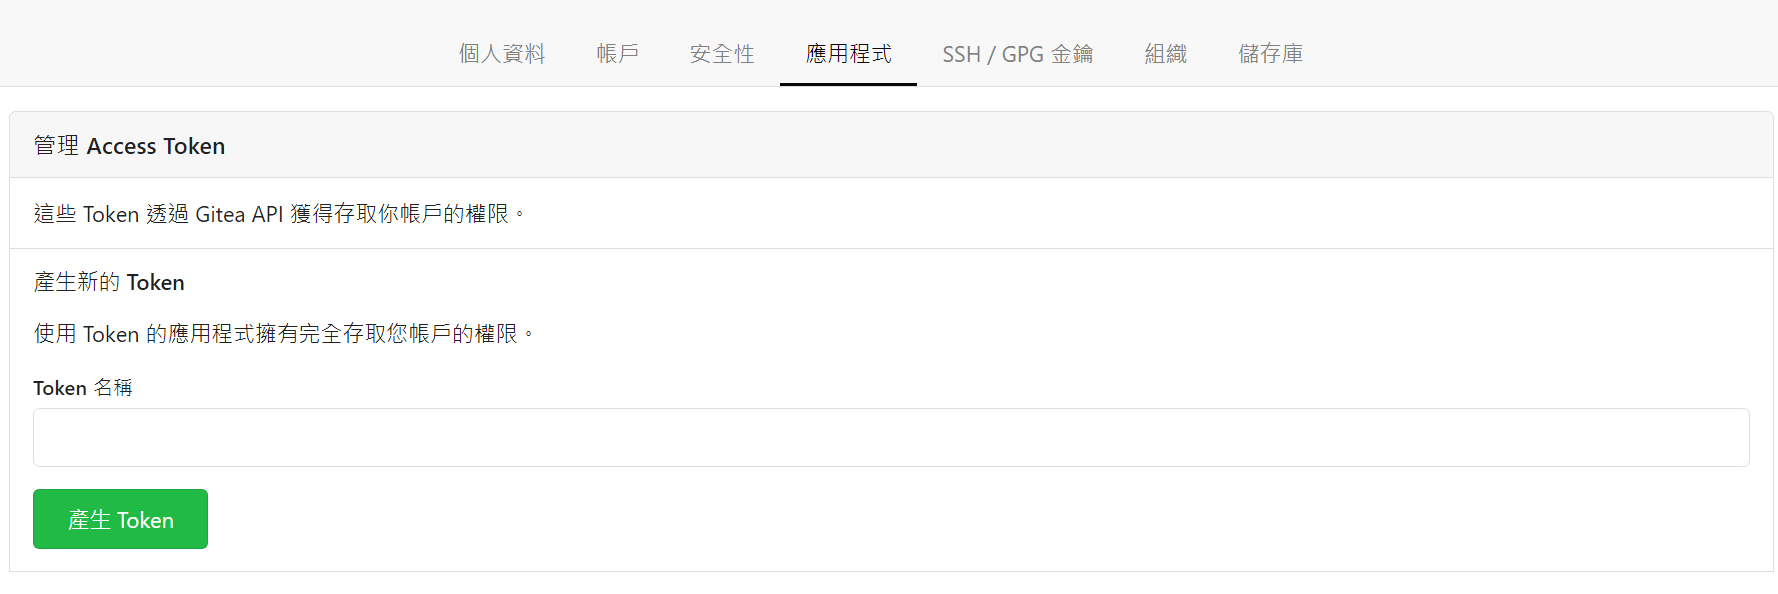 個人資料 帳戶 安全性 應用程式 SSH / GPG 金鑰 組織 儲存庫
管理 Access Token
這些 Token 透過 Gitea API 獲得存取你帳戶的權限。
產生新的 Token
使用 Token 的應用程式擁有完全存取您帳戶的權限。
Token 名稱
產生 Token